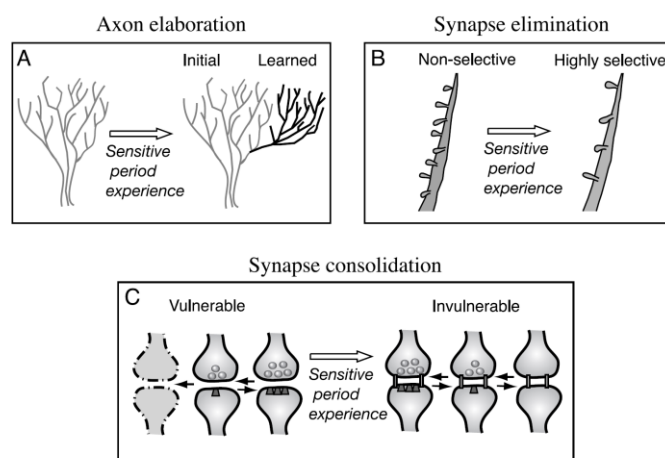 Axon elaboration
A
Initial
Learned
Sensitive
period
experience
Synapse elimination
B
Non-selective
Highly selective
Sensitive
period
experience
Synapse consolidation
C
Vulnerable
Invulnerable
Sensitive
period
experience